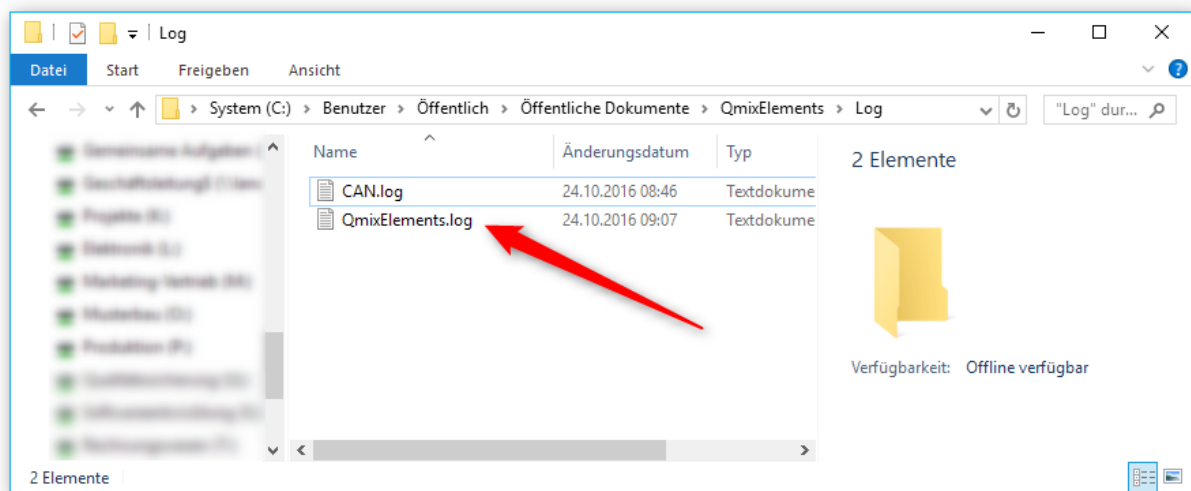 Log
Datei Start Freigeben Ansicht
System (C:) Benutzer Öffentlich Öffentliche Dokumente QmixElements Log "Log" dur...
Name Änderungsdatum Typ
CAN.log 24.10.2016 08:46 Textdokume
QmixElements.log 24.10.2016 09:07 Textdokume
2 Elemente
Verfügbarkeit: Offline verfügbar
2 Elemente